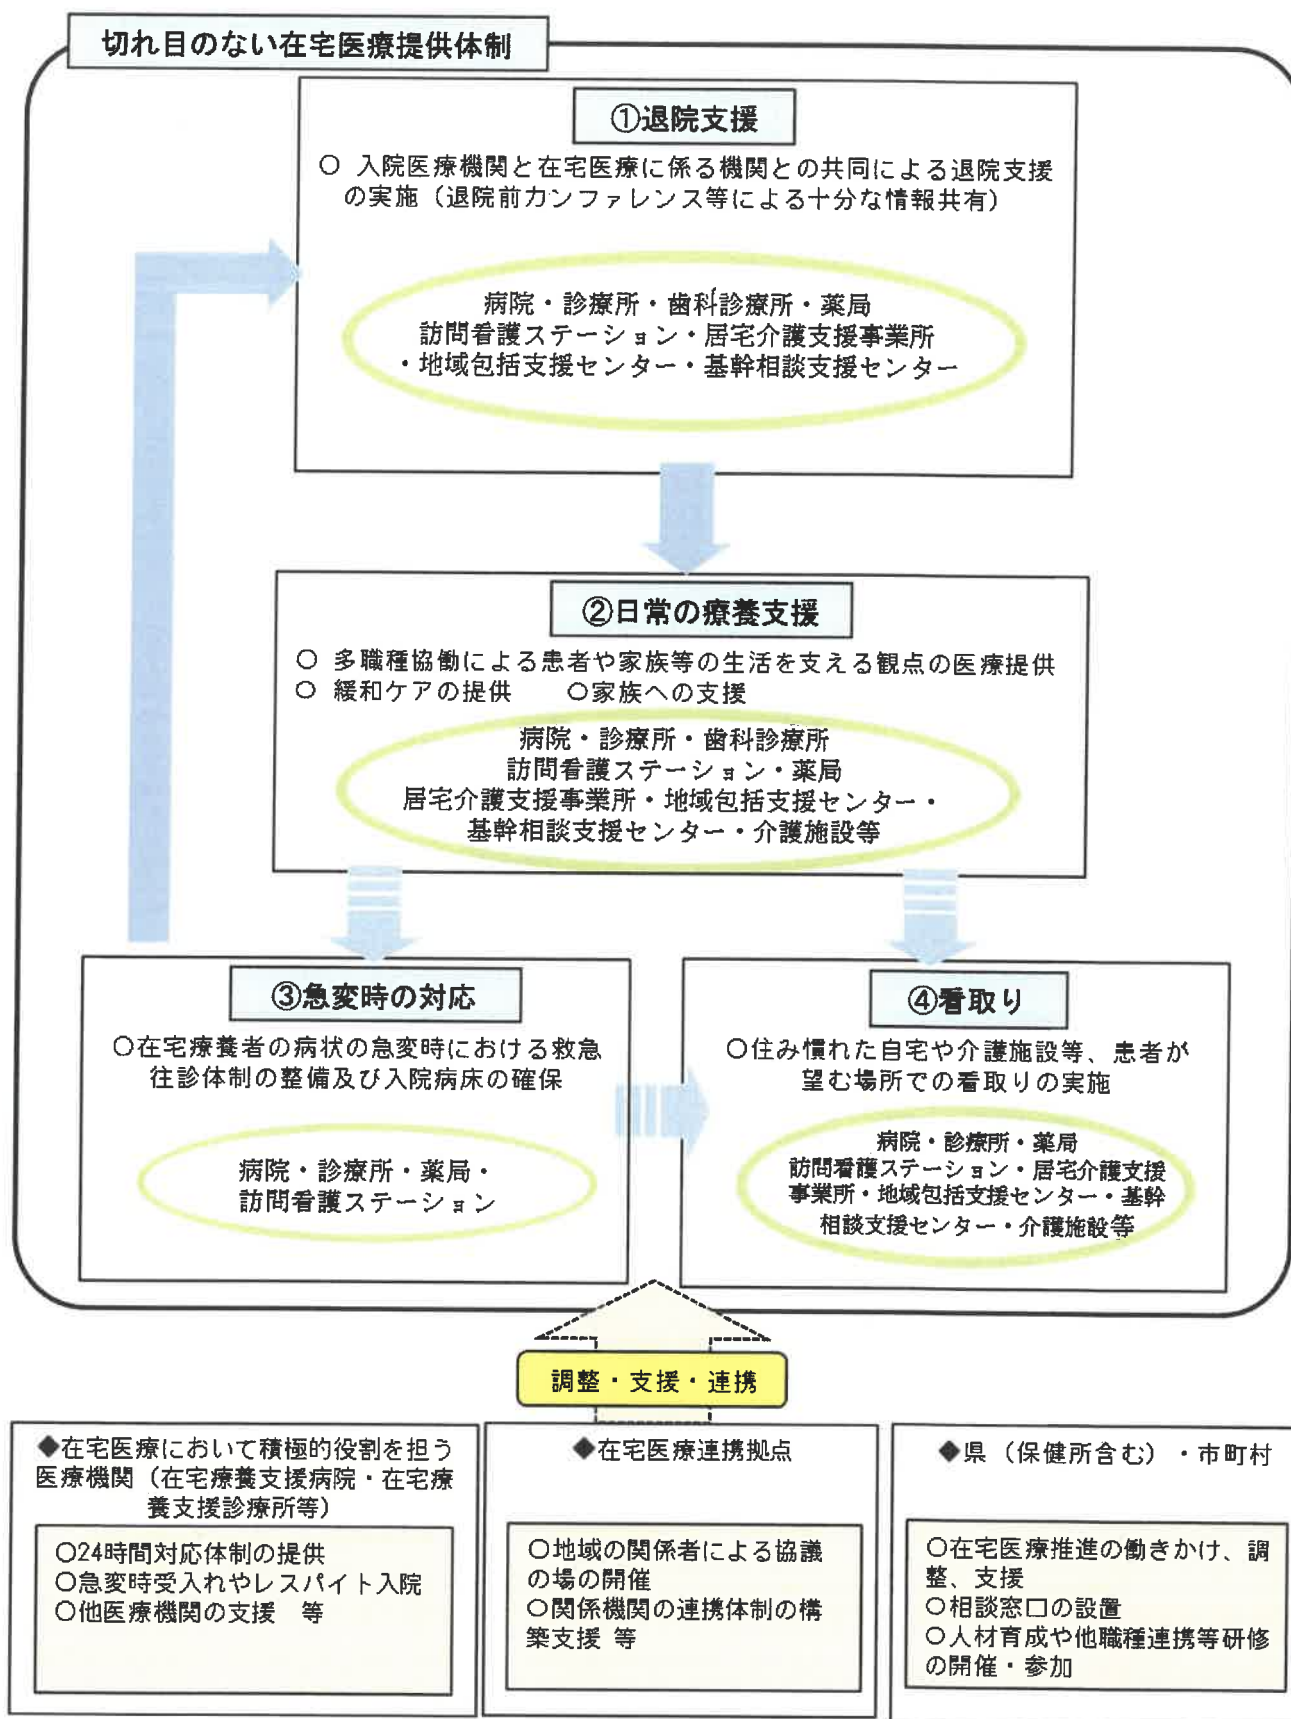 切れ目のない在宅医療提供体制
①退院支援
○ 入院医療機関と在宅医療に係る機関との共同による退院支援
の実施（退院前カンファレンス等による十分な情報共有）
病院・診療所・歯科診療所・薬局
訪問看護ステーション・居宅介護支援事業所
・地域包括支援センター・基幹相談支援センター
②日常の療養支援
○ 多職種協働による患者や家族等の生活を支える観点の医療提供
○ 緩和ケアの提供　　○家族への支援
病院・診療所・歯科診療所
訪問看護ステーション・薬局
居宅介護支援事業所・地域包括支援センター・
基幹相談支援センター・介護施設等
③急変時の対応
○在宅療養者の病状の急変時における救急
往診体制の整備及び入院病床の確保
病院・診療所・薬局・
訪問看護ステーション
④看取り
○住み慣れた自宅や介護施設等、患者が
望む場所での看取りの実施
病院・診療所・薬局
訪問看護ステーション・居宅介護支援
事業所・地域包括支援センター・基幹
相談支援センター・介護施設等
調整・支援・連携
◆在宅医療において積極的役割を担う
医療機関（在宅療養支援病院・在宅療
養支援診療所等）
○24時間対応体制の提供
○急変時受入れやレスパイト入院
○他医療機関の支援　等
◆在宅医療連携拠点
○地域の関係者による協議
の場の開催
○関係機関の連携体制の構
築支援 等
◆県（保健所含む）・市町村
○在宅医療推進の働きかけ、調
整、支援
○相談窓口の設置
○人材育成や他職種連携等研修
の開催・参加